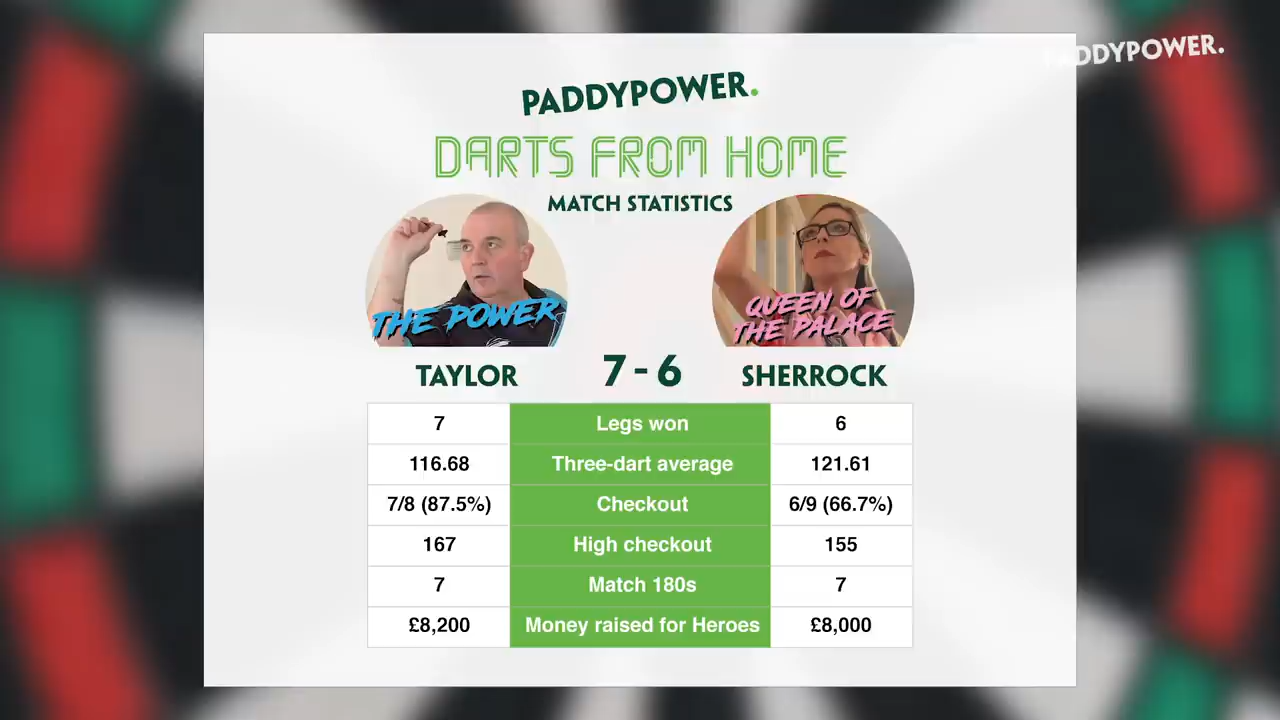 PADDYPOWER.
PADDYPOWER.
DARTS FROM HOME
MATCH STATISTICS
THE POWER
QUEEN OF
THE PALACE
TAYLOR 7 - 6 SHERROCK
7 Legs won 6
116.68 Three-dart average 121.61
7/8 (87.5%) Checkout 6/9 (66.7%)
167 High checkout 155
7 Match 180s 7
£8,200 Money raised for Heroes £8,000